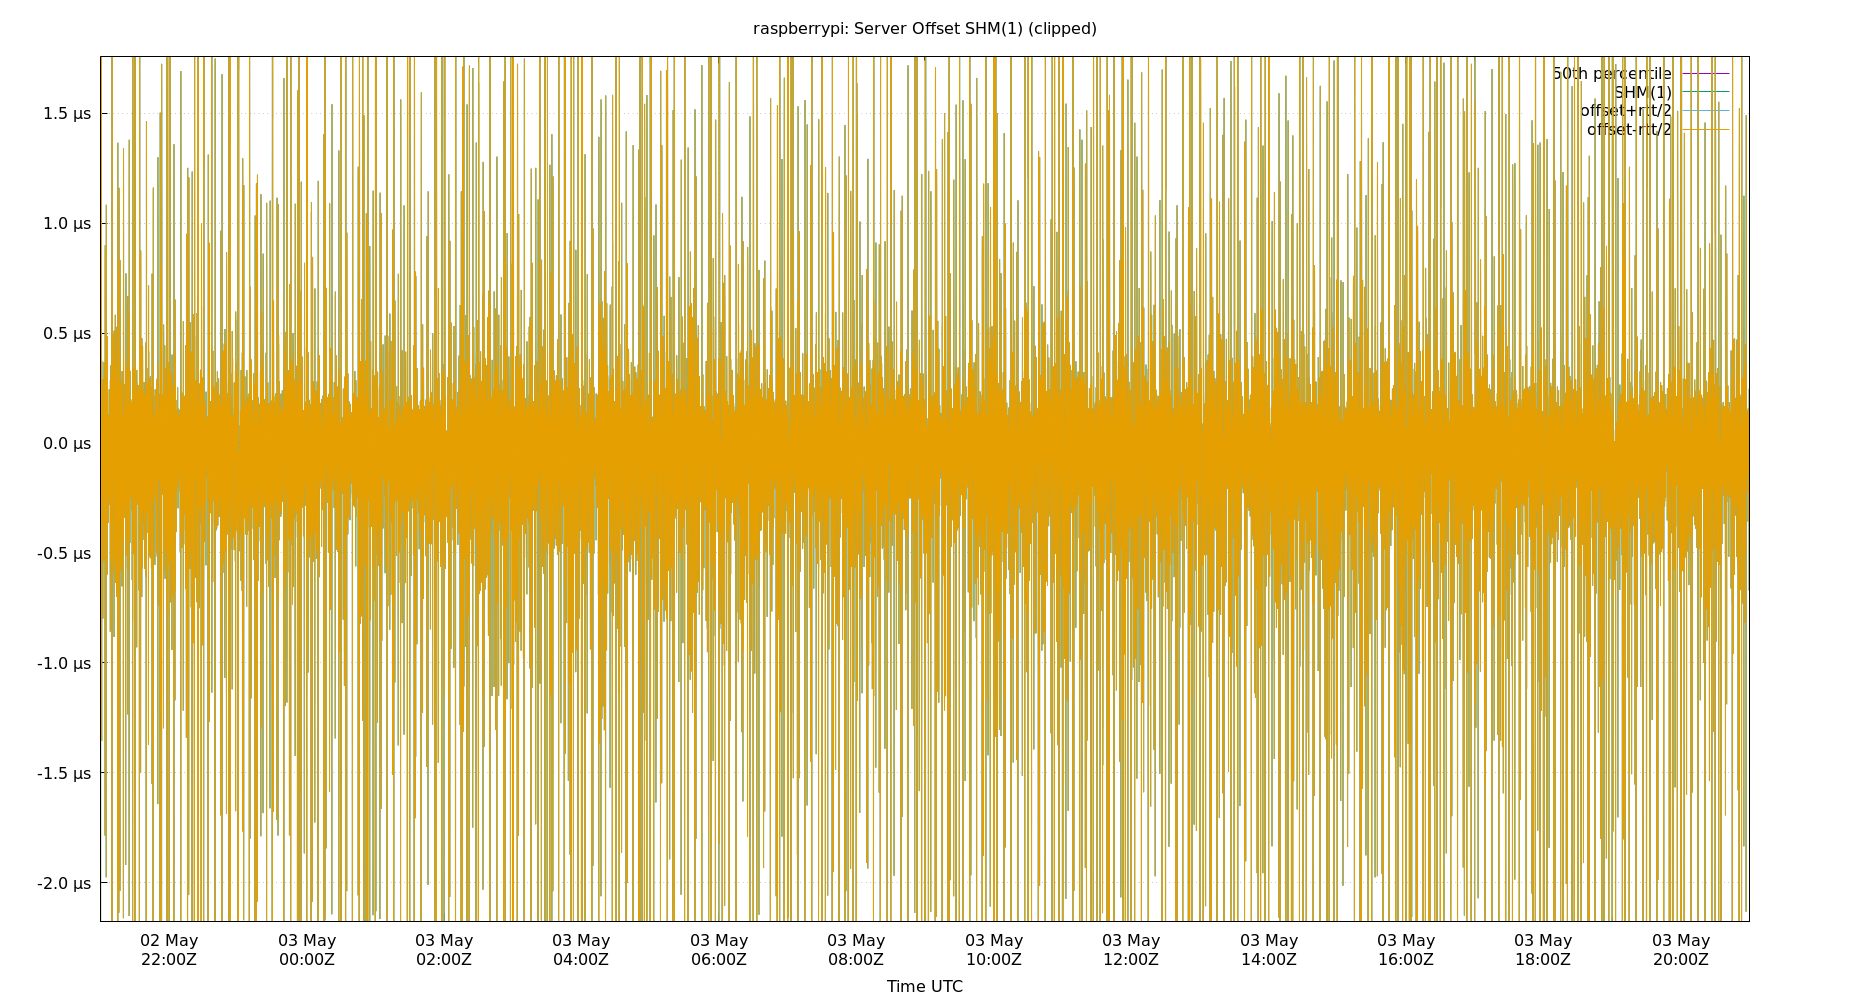 raspberrypi: Server Offset SHM(1) (clipped)
50th percentile
SHM(1)
offset+rtt/2
offset-rtt/2
1.5 µs
1.0 µs
0.5 µs
0.0 µs
-0.5 µs
-1.0 µs
-1.5 µs
-2.0 µs
02 May 03 May 03 May 03 May 03 May 03 May 03 May 03 May 03 May 03 May 03 May 03 May
22:00Z 00:00Z 02:00Z 04:00Z 06:00Z 08:00Z 10:00Z 12:00Z 14:00Z 16:00Z 18:00Z 20:00Z
Time UTC